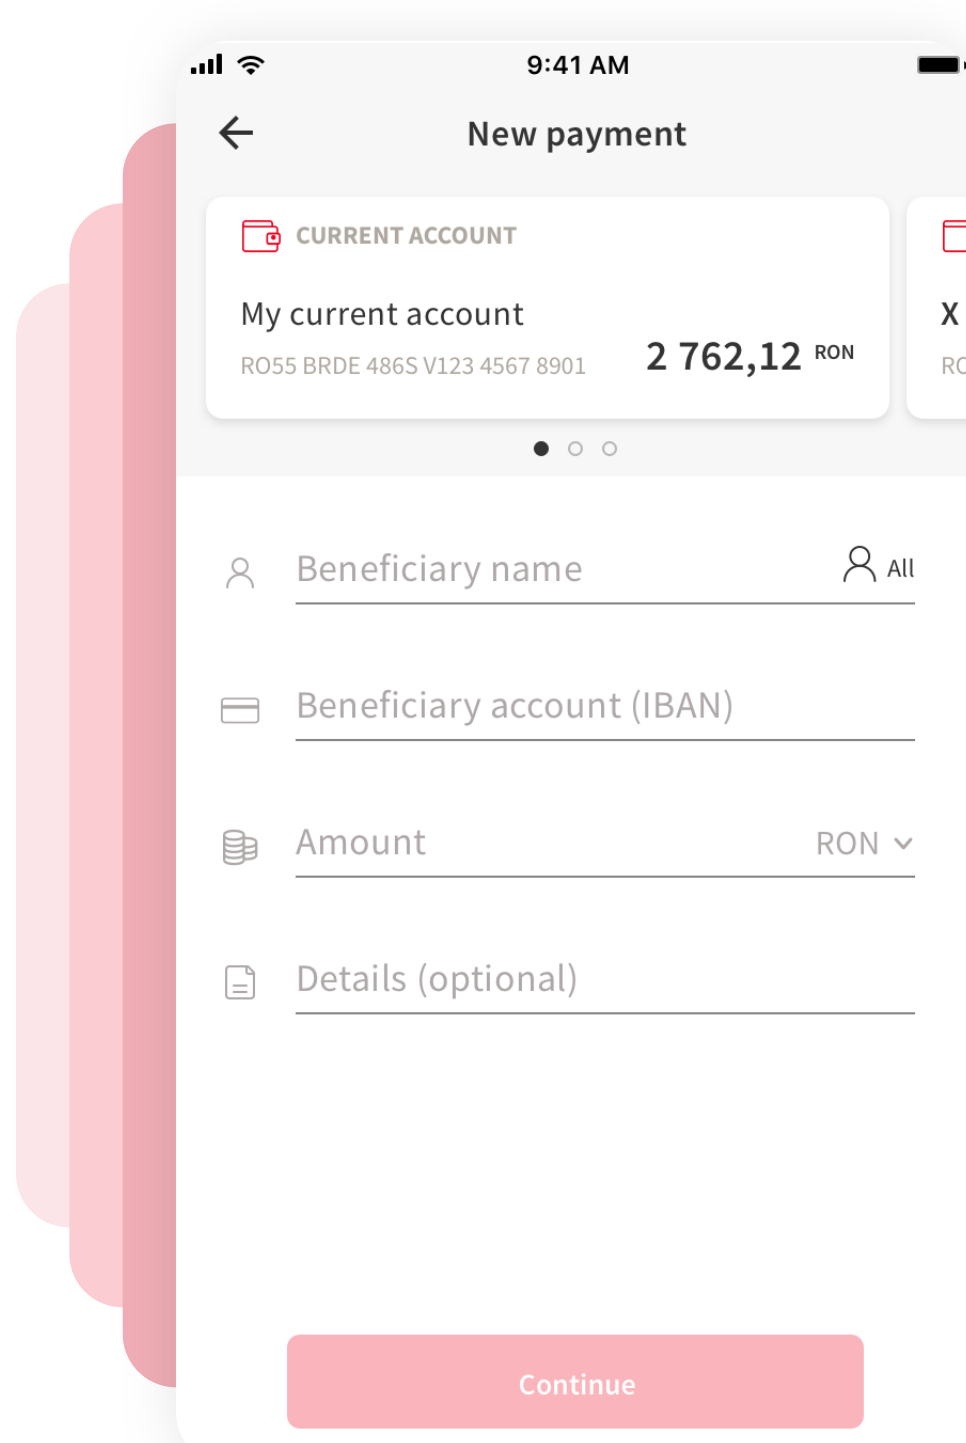 9:41 AM
New payment
CURRENT ACCOUNT
My current account
RO55 BRDE 486S V123 4567 8901
2 762,12 RON
X
RO
Beneficiary name
All
Beneficiary account (IBAN)
Amount
RON
Details (optional)
Continue